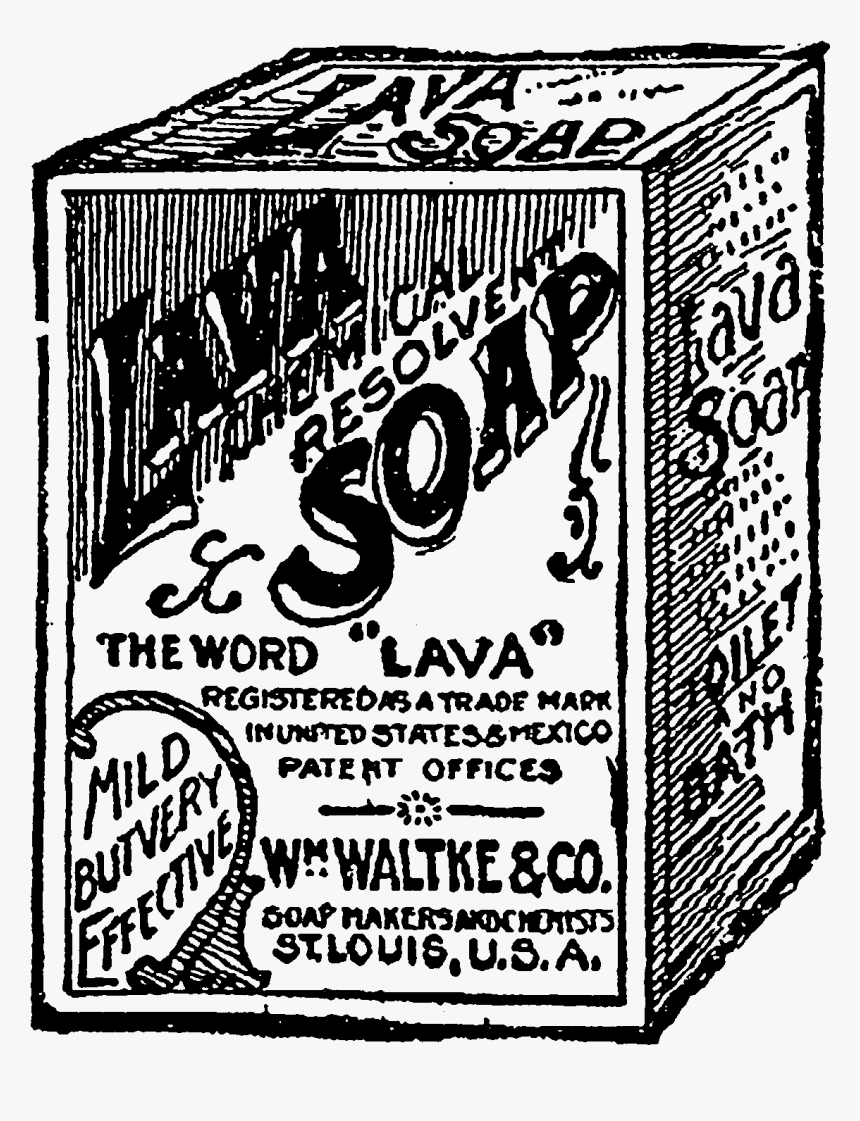 LAVA
SOAP
LAVA
CHEMICAL
RESOLVENT
SOAP
THE WORD "LAVA"
REGISTERED AS A TRADE MARK
IN UNITED STATES & MEXICO
PATENT OFFICES
MILD
BUT VERY
EFFECTIVE
WM. WALTKE & CO.
SOAP MAKERS AND CHEMISTS
ST. LOUIS, U.S.A.
Lava
Soap
TOILET
AND
BATH